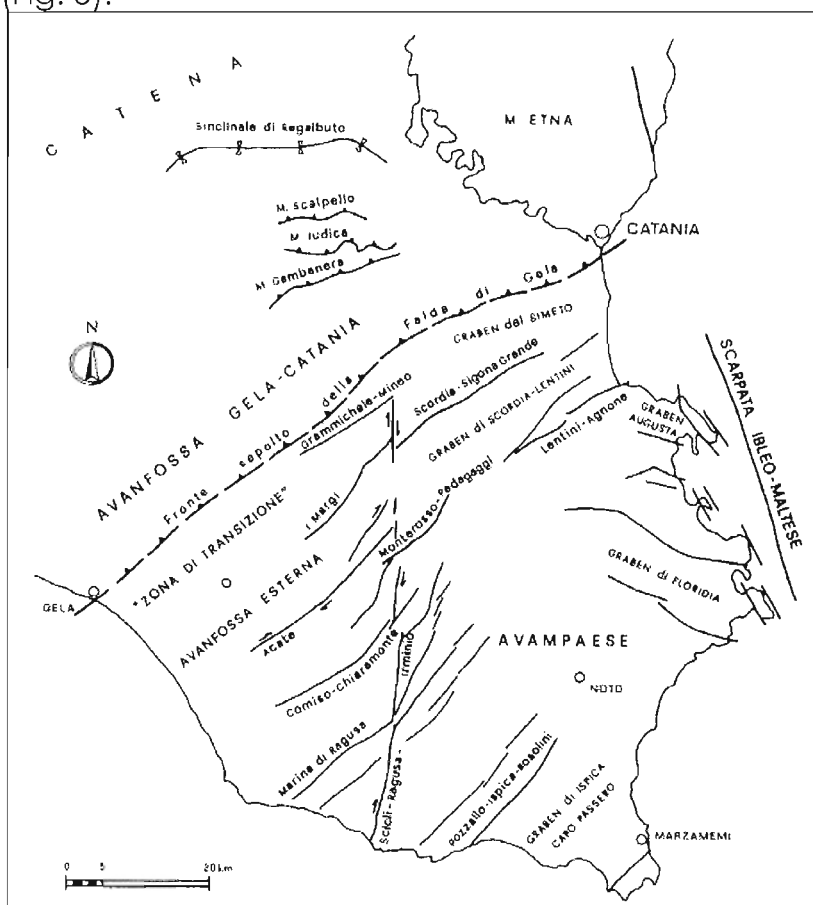 (Fig. 3).
CATENA
Sinclinale di Regalbuto
M. ETNA
M. Scalpello
M. Iudica
M. Gambanera
CATANIA
N
Fronte sepolto della Falda di Gela
AVANFOSSA GELA-CATANIA
GRABEN del SIMETO
Grammichele-Mineo
Scordia-Sigona Grande
GRABEN di SCORDIA-LENTINI
Lentini-Agnone
GRABEN
AUGUSTA
SCARPATA IBLEO-MALTESE
I Margi
Monterosso-Pedagaggi
"ZONA DI TRANSIZIONE"
GELA
AVANFOSSA ESTERNA
Acate
GRABEN di FLORIDIA
AVAMPAESE
Comiso-Chiaramonte
Irminio
NOTO
Marina di Ragusa
Scicli-Ragusa-
Pozzallo-Ispica-Rosolini
GRABEN di ISPICA
CAPO PASSERO
MARZAMEMI
0 5 20 km